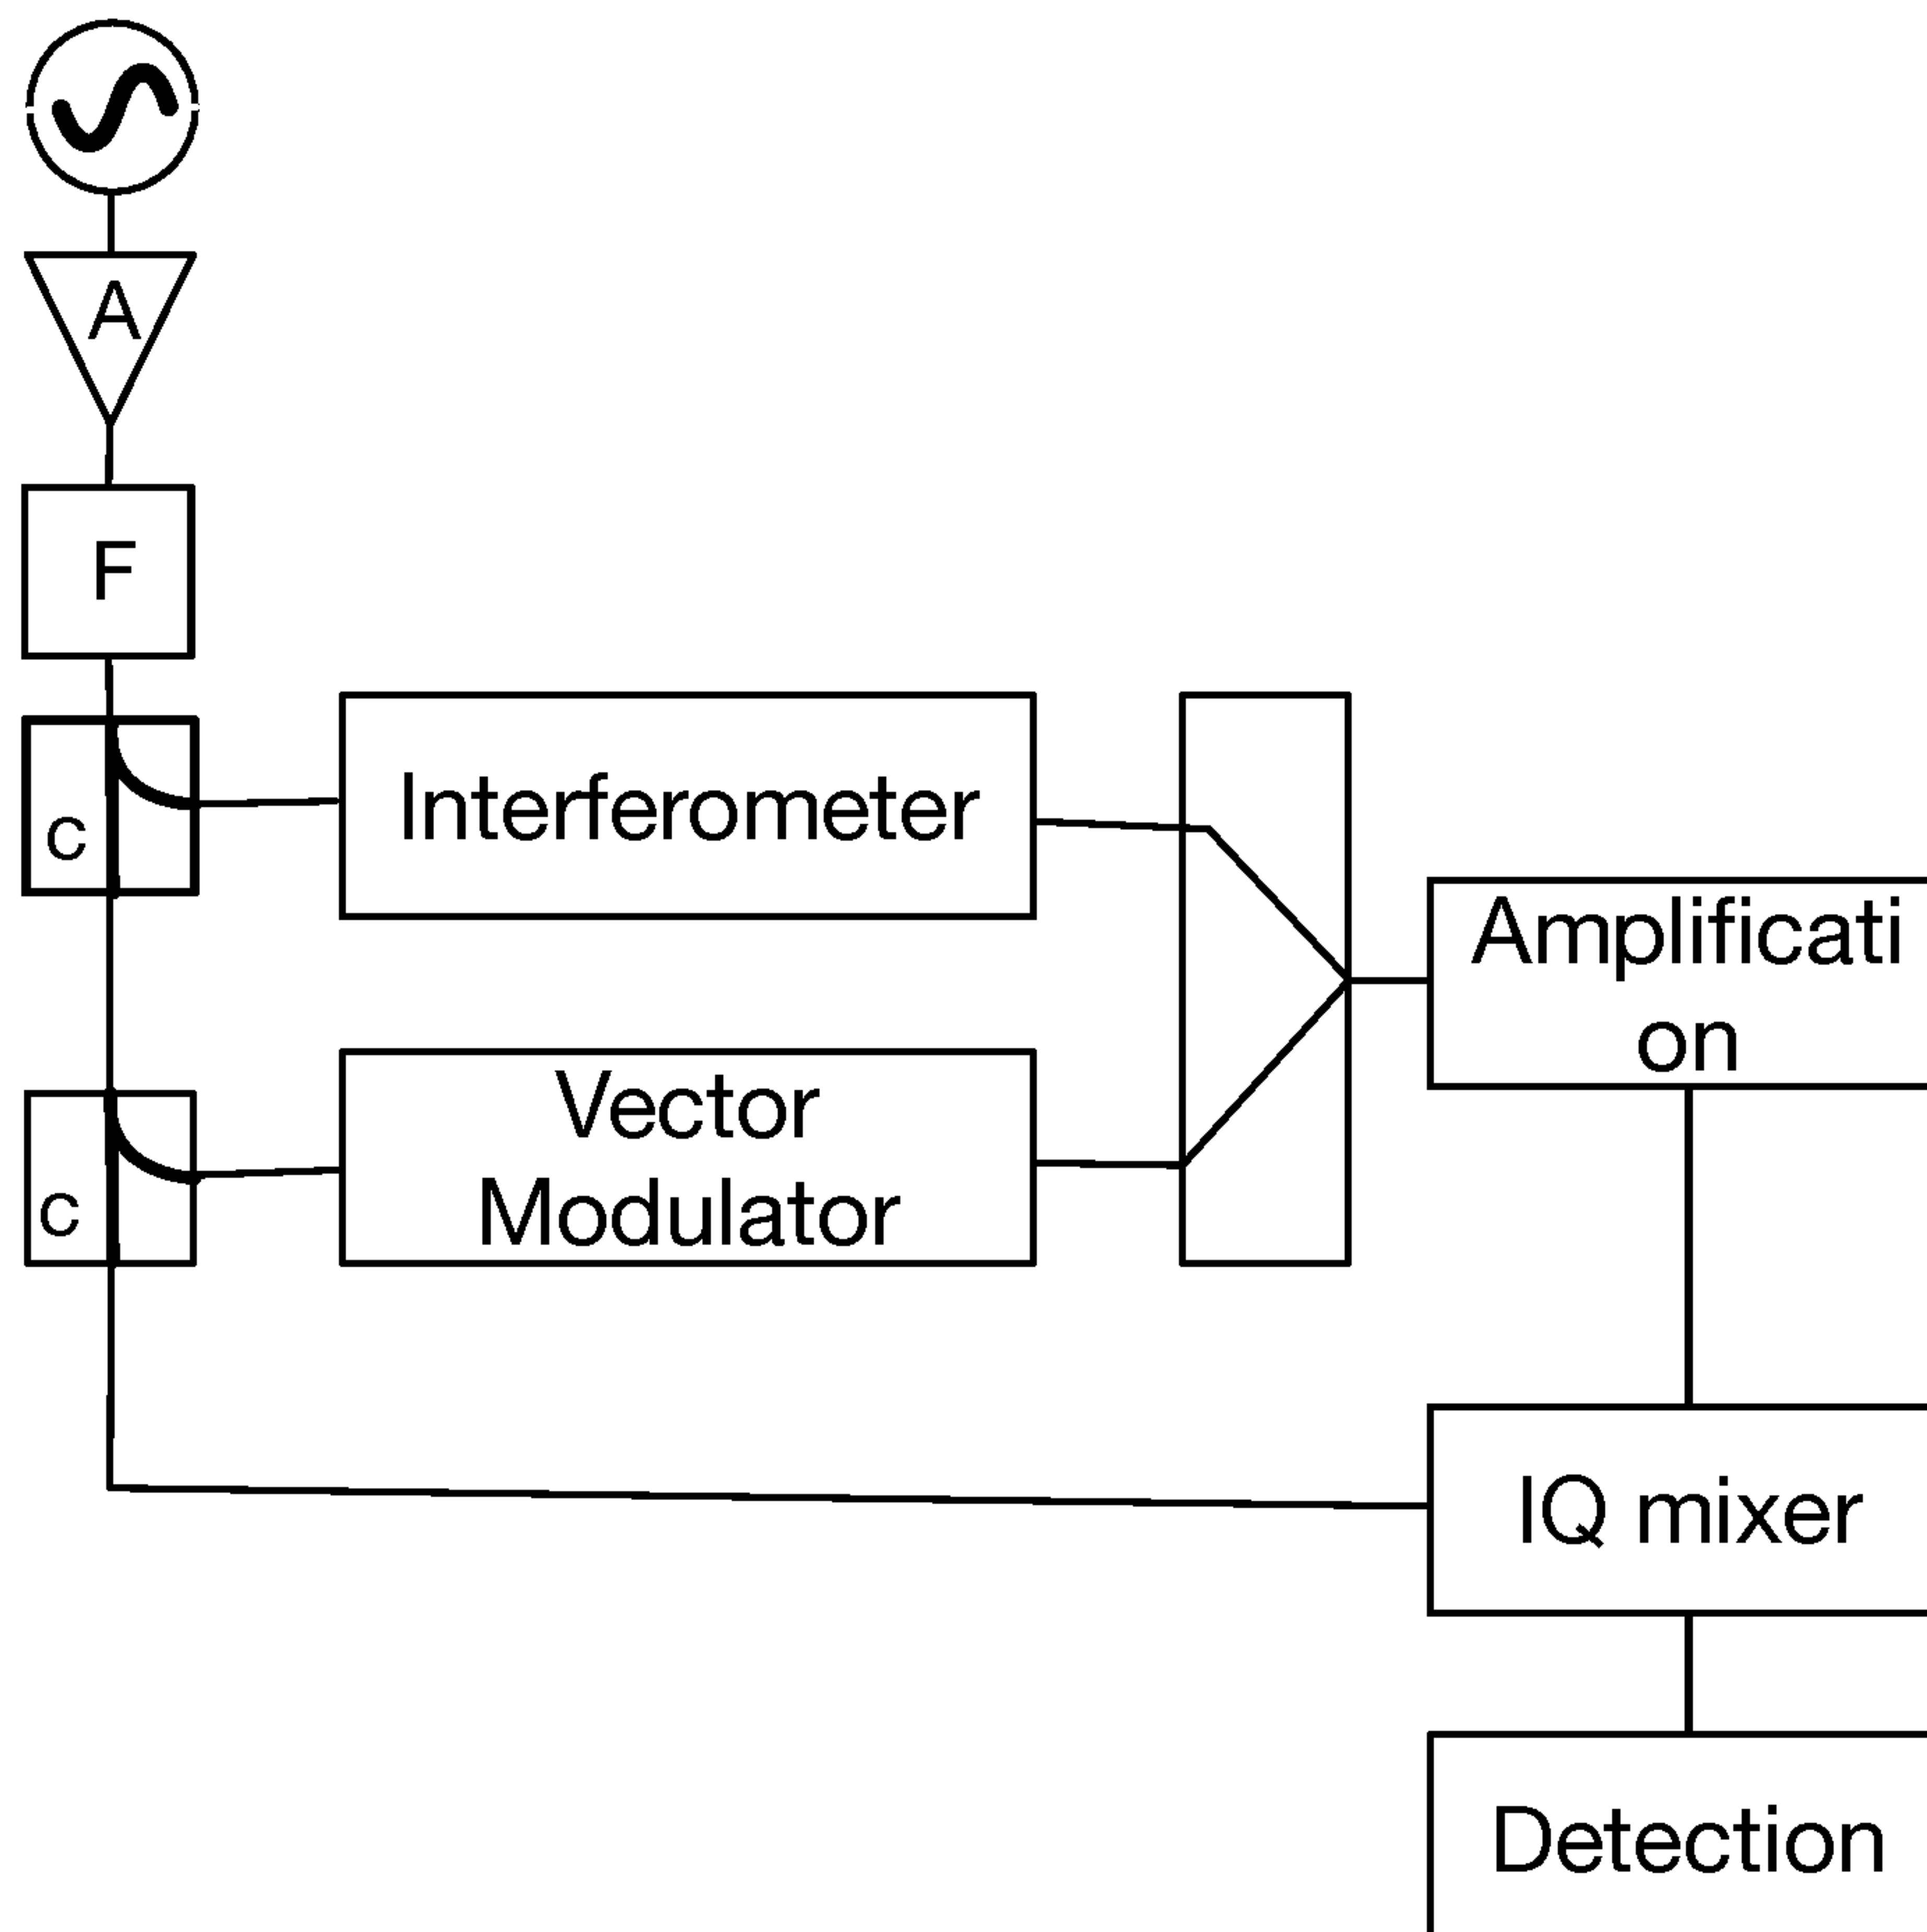 A
F
C
Interferometer
Amplificati
on
C
Vector
Modulator
IQ mixer
Detection